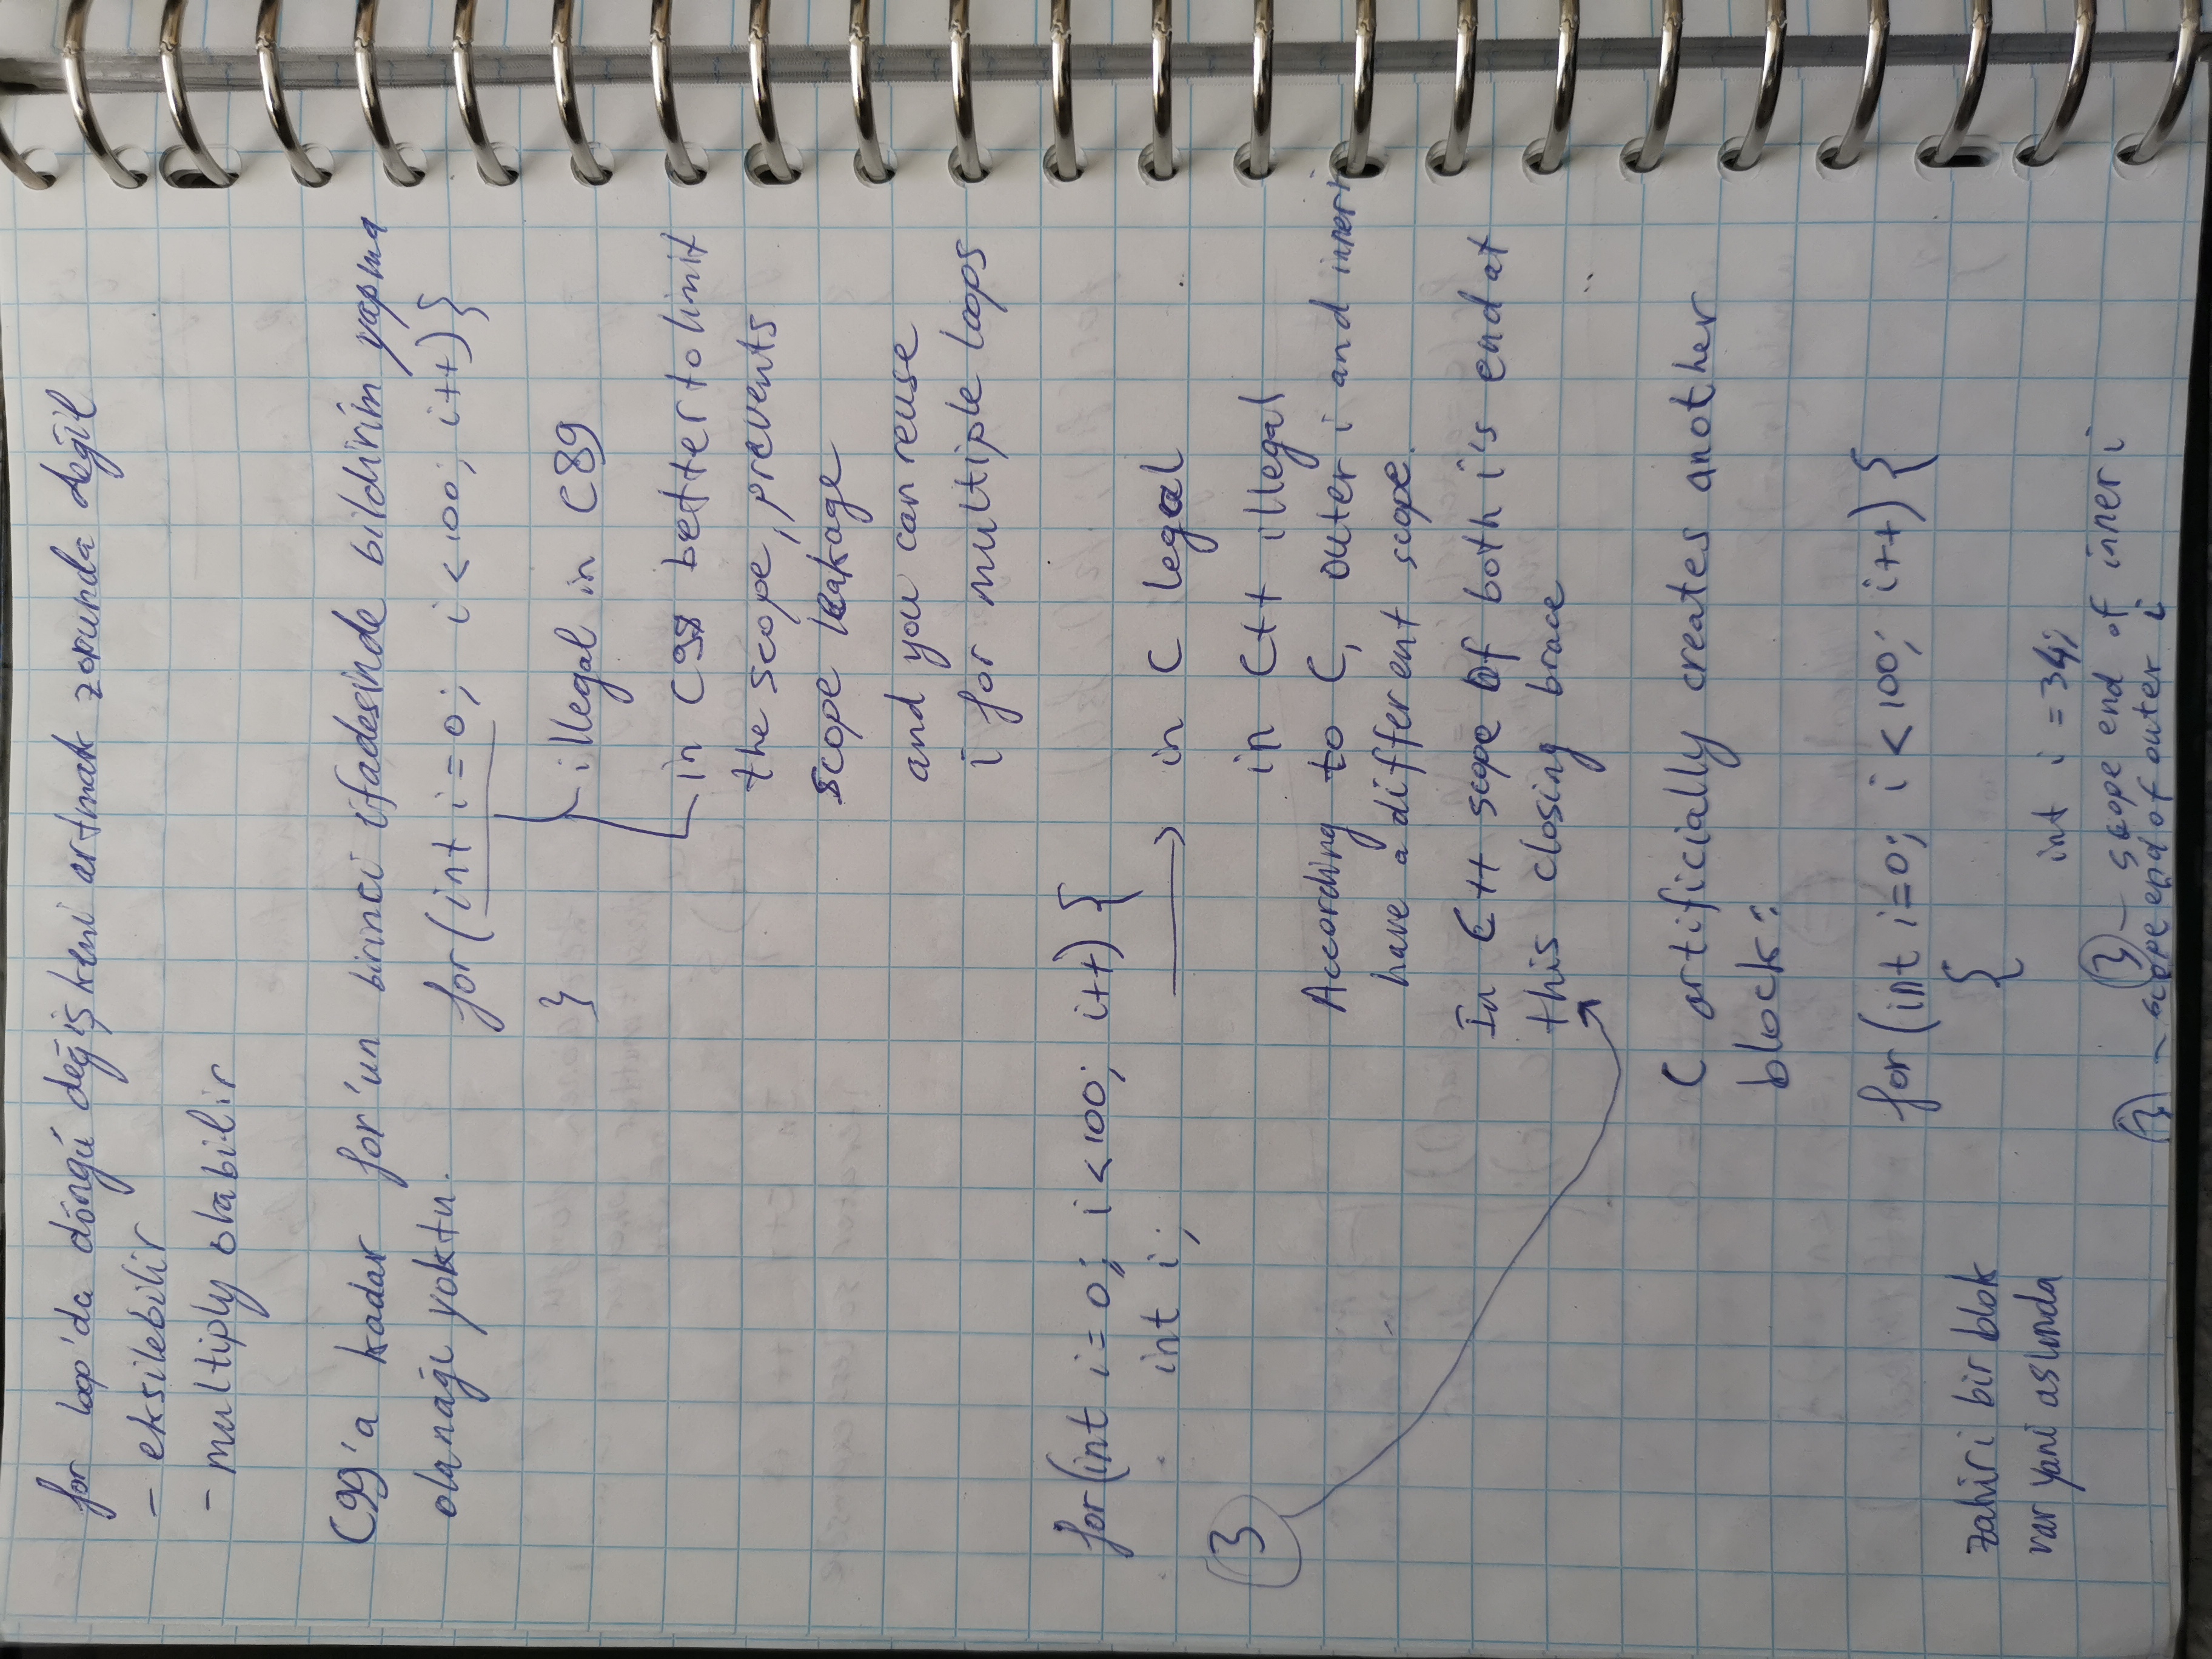 for loop'da döngü değişkeni artmak zorunda değil
- eksilebilir
- multiply olabilir
C99'a kadar for'un birinci ifadesinde bildirim yapma
olanağı yoktu.
for(int i=0; i<100; i++){
}
illegal in C89
in C99 better to limit
the scope, prevents
scope leakage
and you can reuse
i for multiple loops
for(int i=0; i<100; i++) {
int i; → in C legal
}
in C++ illegal
According to C, outer i and inner i
have a different scope.
In C++ scope of both i's end at
this closing brace
C artificially creates another
block:
for(int i=0; i<100; i++) {
{
zahiri bir blok
var yani aslında
int i = 34;
} - scope end of inner i
} - scope end of outer i